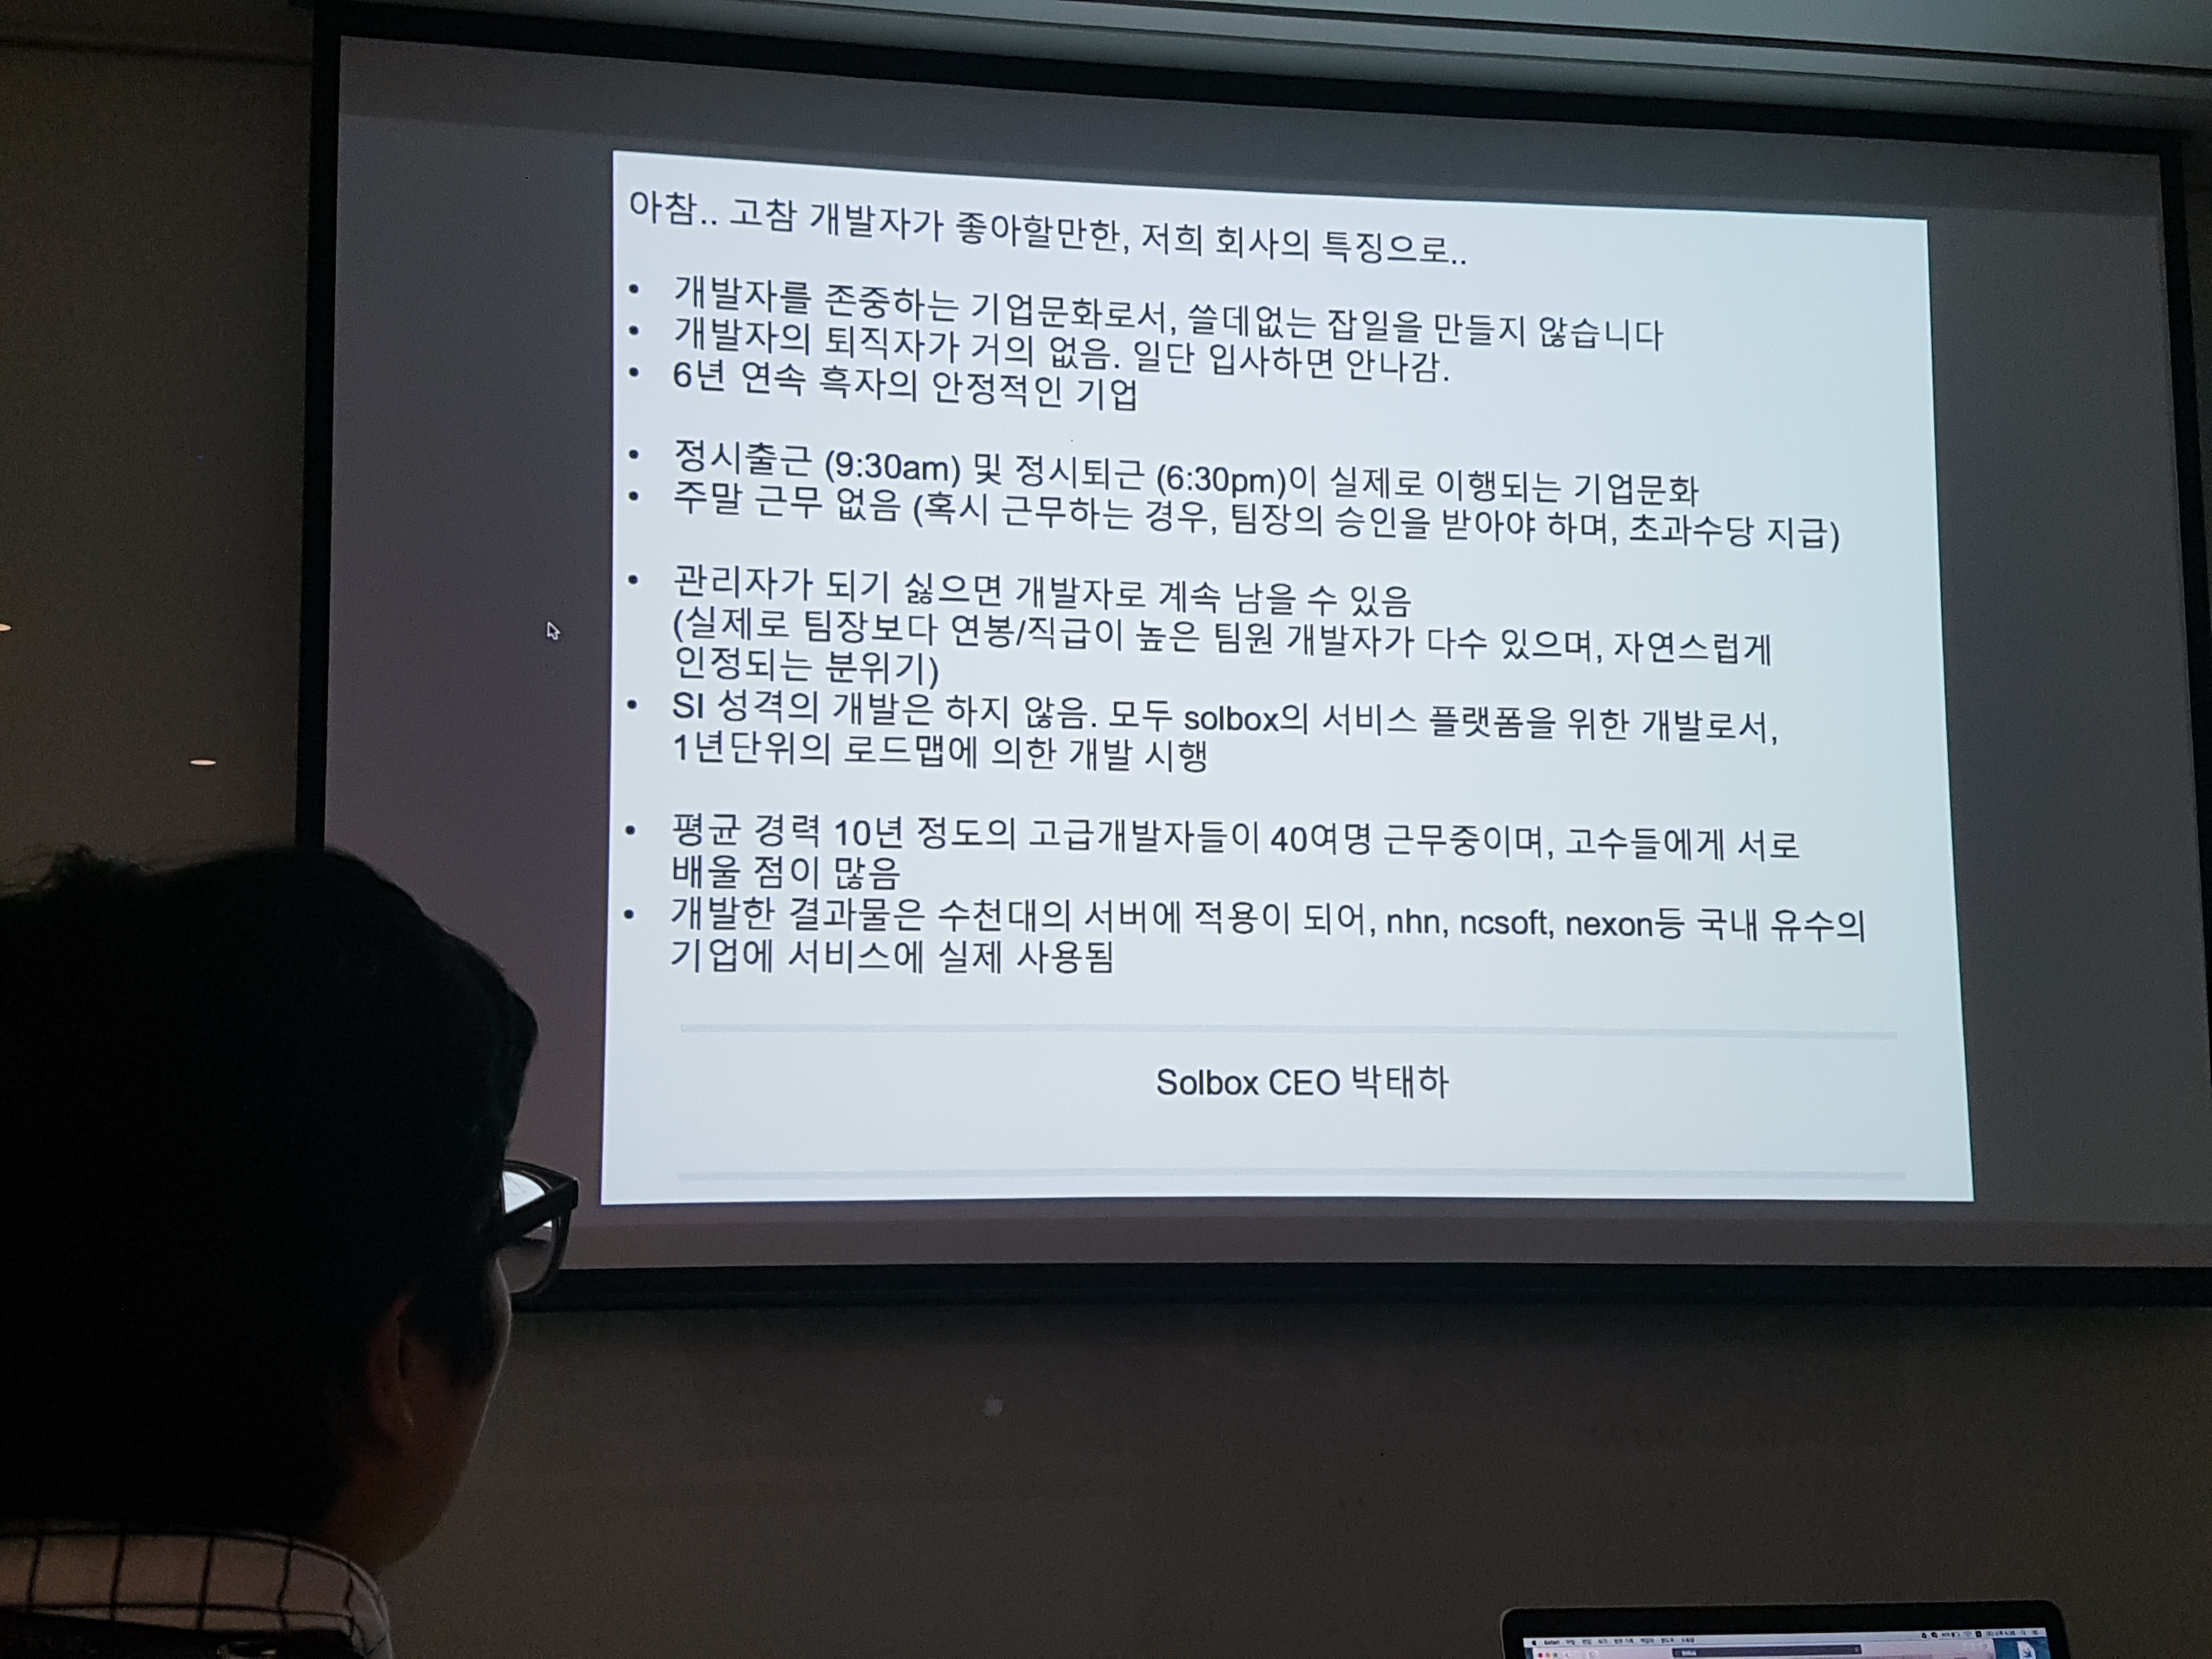 아참.. 고참 개발자가 좋아할만한, 저희 회사의 특징으로..
• 개발자를 존중하는 기업문화로서, 쓸데없는 잡일을 만들지 않습니다
• 개발자의 퇴직자가 거의 없음. 일단 입사하면 안나감.
• 6년 연속 흑자의 안정적인 기업
• 정시출근 (9:30am) 및 정시퇴근 (6:30pm)이 실제로 이행되는 기업문화
• 주말 근무 없음 (혹시 근무하는 경우, 팀장의 승인을 받아야 하며, 초과수당 지급)
• 관리자가 되기 싫으면 개발자로 계속 남을 수 있음
(실제로 팀장보다 연봉/직급이 높은 팀원 개발자가 다수 있으며, 자연스럽게
인정되는 분위기)
• SI 성격의 개발은 하지 않음. 모두 solbox의 서비스 플랫폼을 위한 개발로서,
1년단위의 로드맵에 의한 개발 시행
• 평균 경력 10년 정도의 고급개발자들이 40여명 근무중이며, 고수들에게 서로
배울 점이 많음
• 개발한 결과물은 수천대의 서버에 적용이 되어, nhn, ncsoft, nexon등 국내 유수의
기업에 서비스에 실제 사용됨
Solbox CEO 박태하